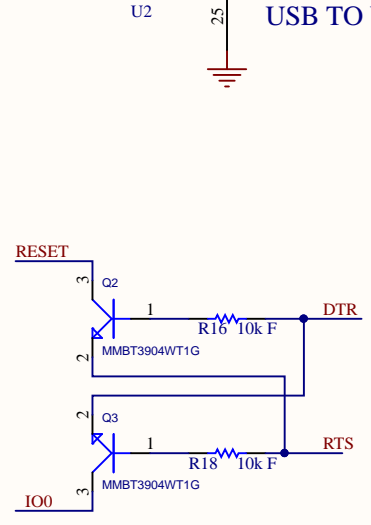 U2
25
USB TO
RESET
3
Q2
1
R16
10k F
DTR
MMBT3904WT1G
2
2
Q3
1
R18
10k F
RTS
MMBT3904WT1G
3
IO0